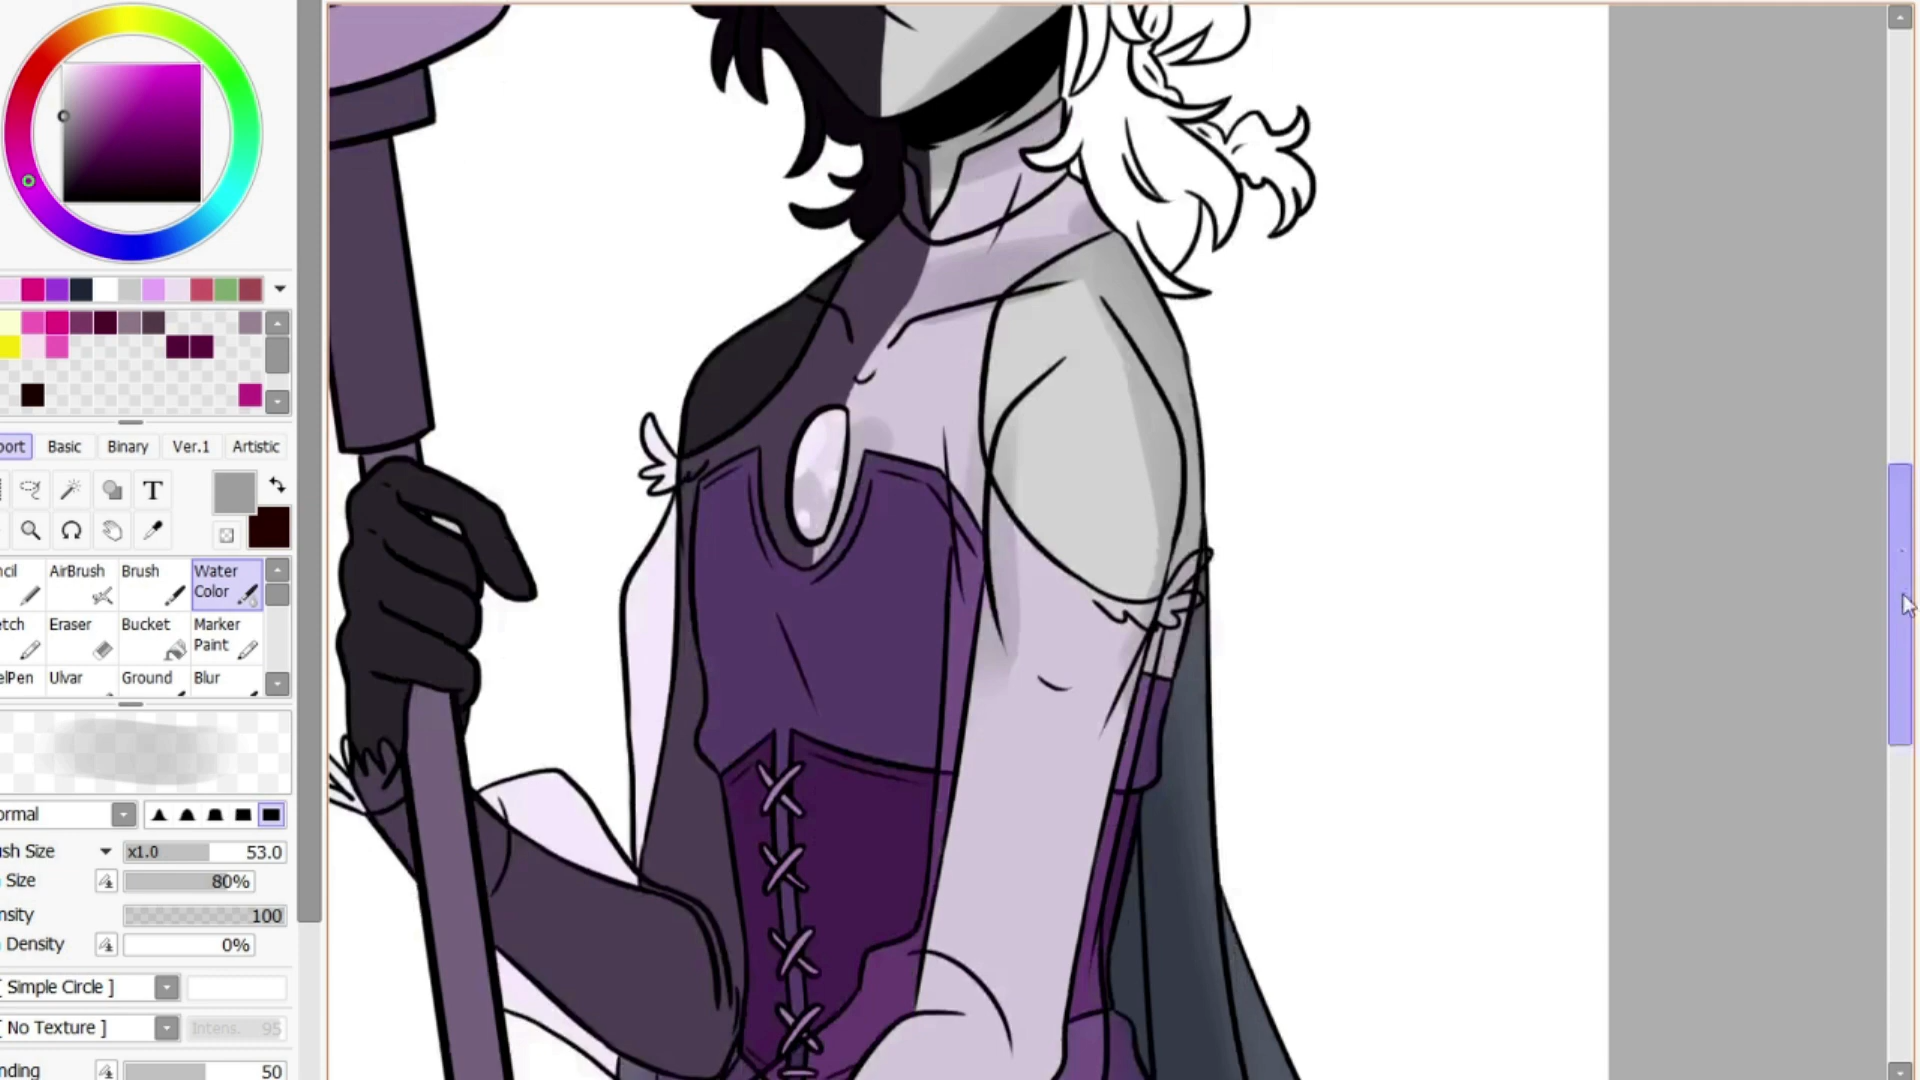 ort Basic Binary Ver.1 Artistic
T
cil AirBrush Brush Water Color
tch Eraser Bucket Marker Paint
elPen Ulvar Ground Blur
ormal
sh Size x1.0 53.0
Size 80%
nsity 100
Density 0%
[ Simple Circle ]
[ No Texture ] Intens. 95
nding 50